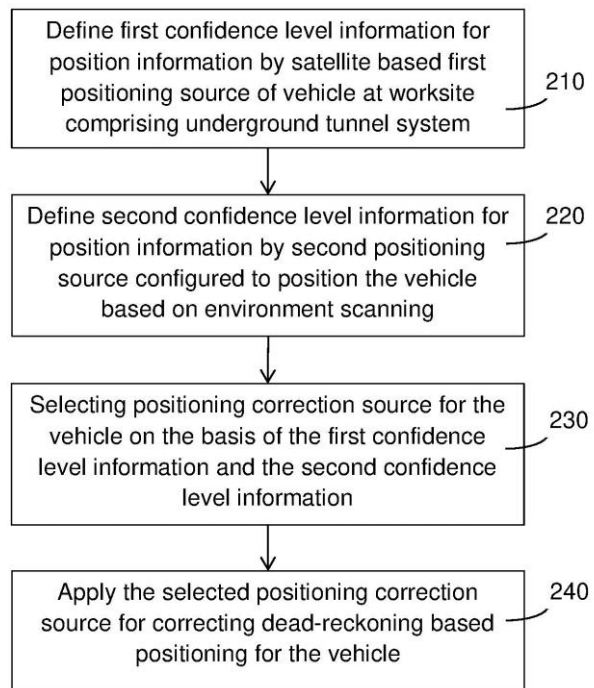 Define first confidence level information for
position information by satellite based first
positioning source of vehicle at worksite
comprising underground tunnel system
210
Define second confidence level information for
position information by second positioning
source configured to position the vehicle
based on environment scanning
220
Selecting positioning correction source for the
vehicle on the basis of the first confidence
level information and the second confidence
level information
230
Apply the selected positioning correction
source for correcting dead-reckoning based
positioning for the vehicle
240